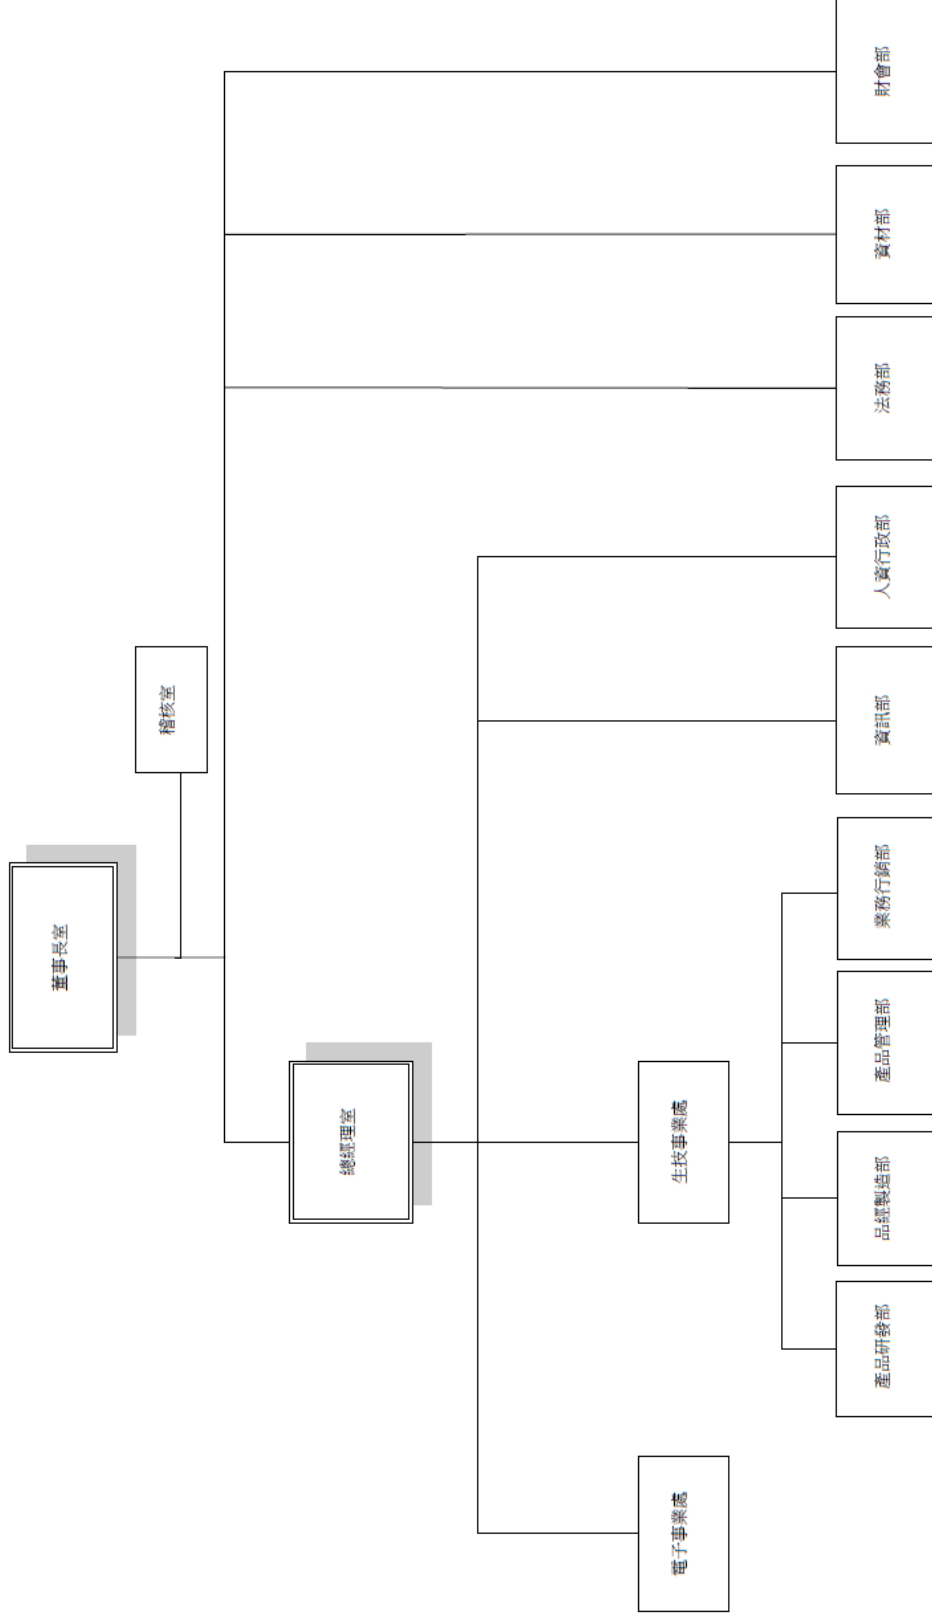 董事長室
稽核室
總經理室
電子事業處
生技事業處
產品研發部
品經製造部
產品管理部
業務行銷部
資訊部
人資行政部
法務部
資材部
財會部